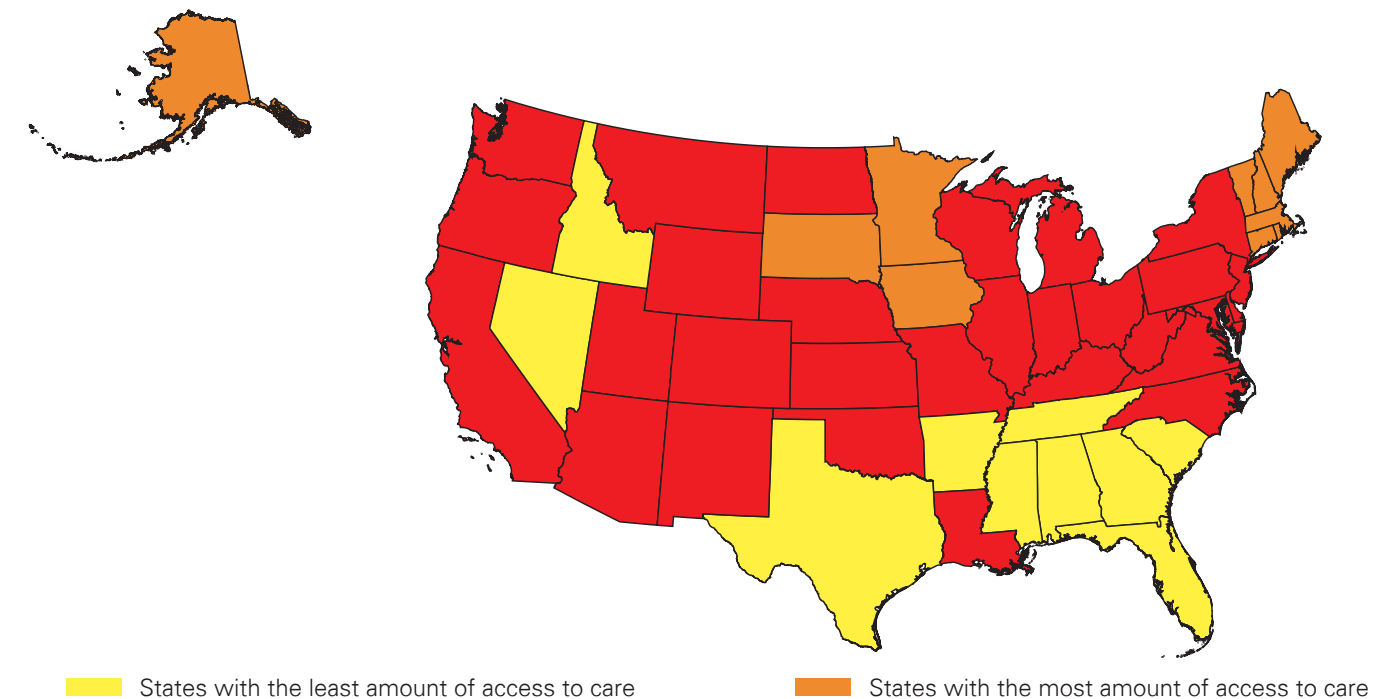 States with the least amount of access to care
States with the most amount of access to care